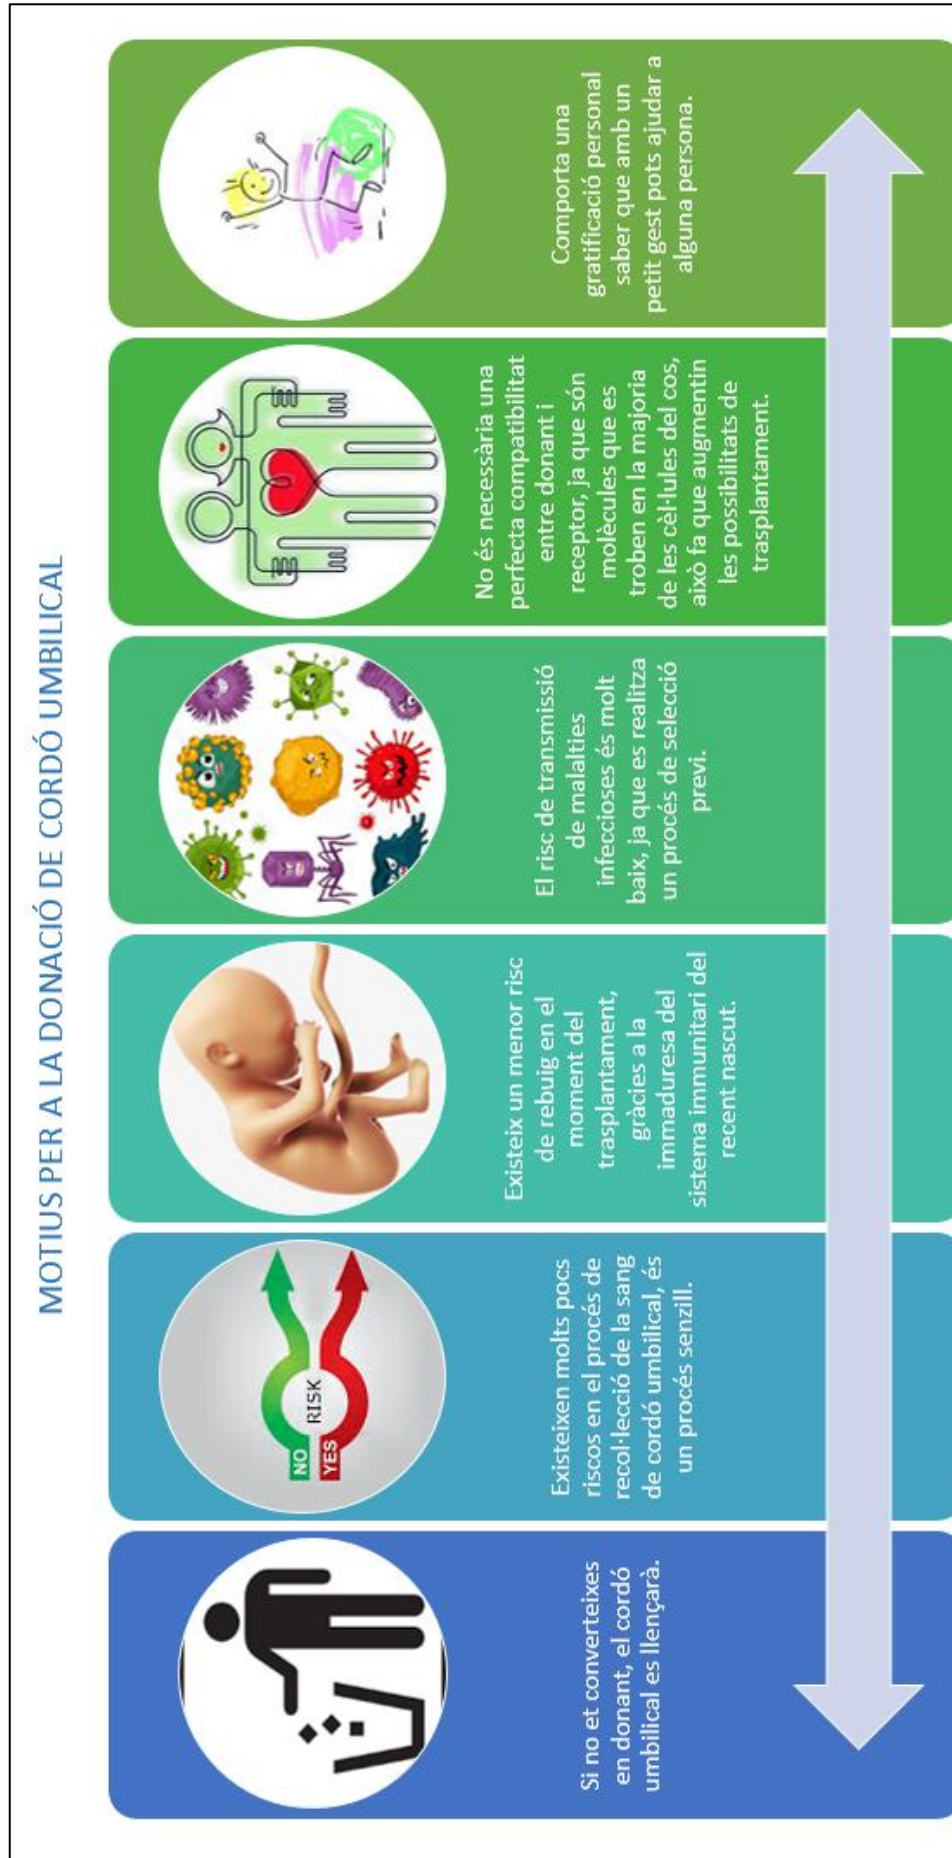 MOTIUS PER A LA DONACIÓ DE CORDÓ UMBILICAL
Si no et converteixes
en donant, el cordó
umbilical es llençarà.
NO
RISK
YES
Existeixen molts pocs
riscos en el procés de
recol·lecció de la sang
de cordó umbilical, és
un procés senzill.
Existeix un menor risc
de rebuig en el
moment del
trasplantament,
gràcies a la
immaduresa del
sistema immunitari del
recent nascut.
El risc de transmissió
de malalties
infeccioses és molt
baix, ja que es realitza
un procés de selecció
previ.
No és necessària una
perfecta compatibilitat
entre donant i
receptor, ja que són
molècules que es
troben en la majoria
de les cèl·lules del cos,
això fa que augmentin
les possibilitats de
trasplantament.
Comporta una
gratificació personal
saber que amb un
petit gest pots ajudar a
alguna persona.